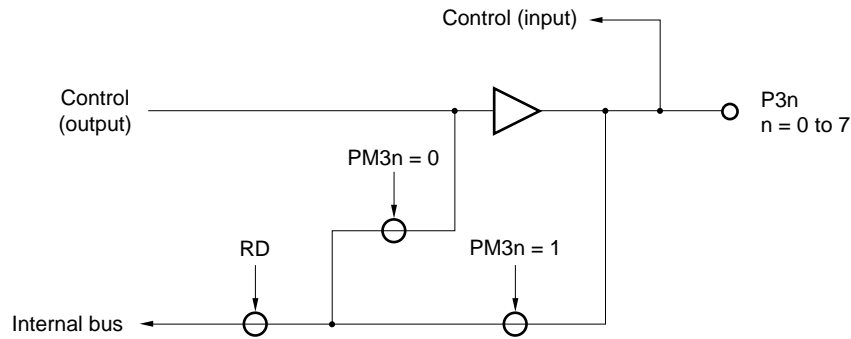 Control (input)
Control
(output)
P3n
n = 0 to 7
PM3n = 0
RD
PM3n = 1
Internal bus